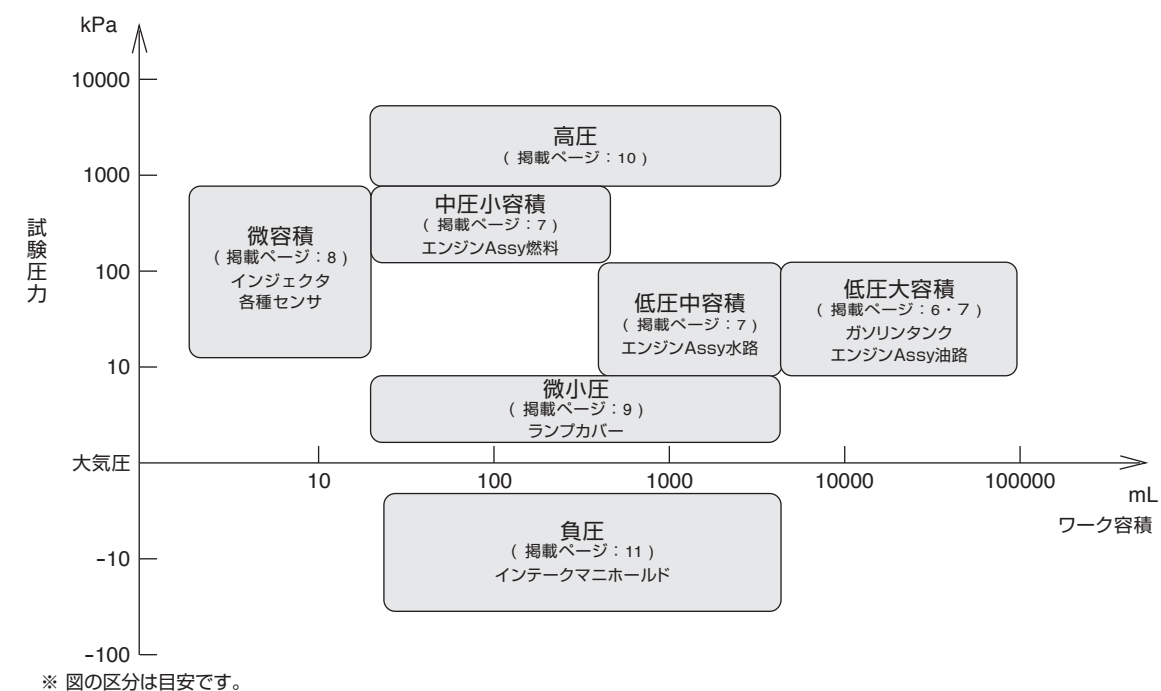 kPa
10000
1000
100
10
大気圧
-10
-100
試験圧力
高圧
( 掲載ページ：10 )
中圧小容積
( 掲載ページ：7 )
エンジンAssy燃料
微容積
( 掲載ページ：8 )
インジェクタ
各種センサ
低圧中容積
( 掲載ページ：7 )
エンジンAssy水路
低圧大容積
( 掲載ページ：6・7 )
ガソリンタンク
エンジンAssy油路
微小圧
( 掲載ページ：9 )
ランプカバー
10
100
1000
10000
100000
mL
ワーク容積
負圧
( 掲載ページ：11 )
インテークマニホールド
※ 図の区分は目安です。